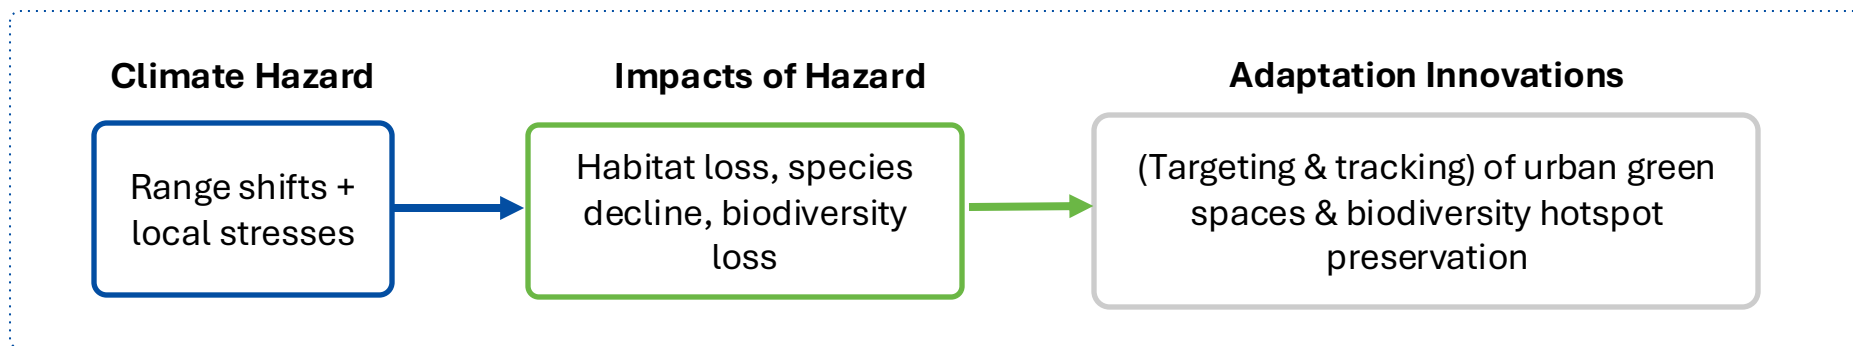 Climate Hazard
Range shifts +
local stresses
Impacts of Hazard
Habitat loss, species
decline, biodiversity
loss
Adaptation Innovations
(Targeting & tracking) of urban green
spaces & biodiversity hotspot
preservation